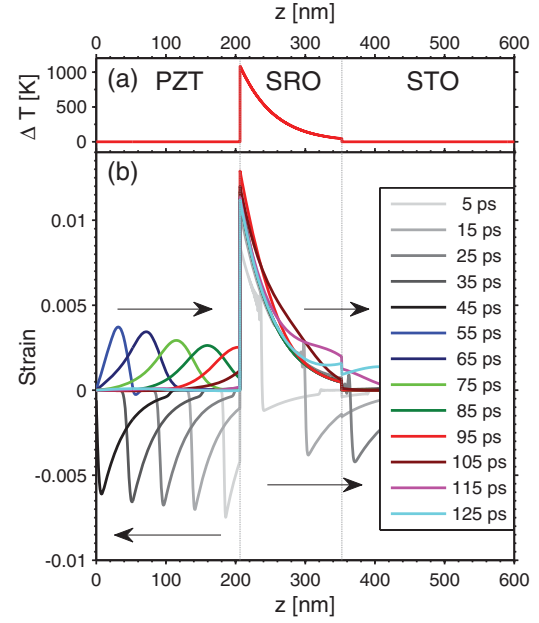 z [nm]
0 100 200 300 400 500 600
Δ T [K]
1000
500
0
(a) PZT SRO STO
(b)
Strain
0.01
0.005
0
-0.005
-0.01
5 ps
15 ps
25 ps
35 ps
45 ps
55 ps
65 ps
75 ps
85 ps
95 ps
105 ps
115 ps
125 ps
0 100 200 300 400 500 600
z [nm]